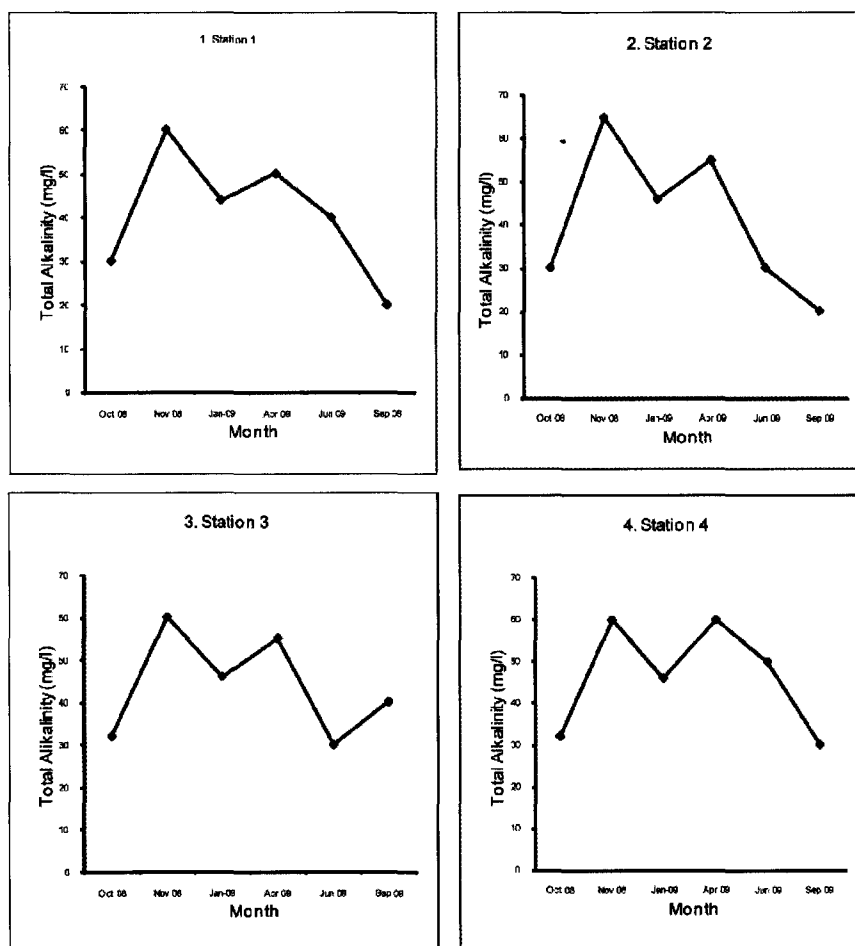 1. Station 1
70
60
50
40
30
20
10
0
Total Alkalinity (mg/l)
Oct 08 Nov 08 Jan-09 Apr 09 Jun 09 Sep 08
Month
2. Station 2
70
60
50
40
30
20
10
0
Total Alkalinity (mg/l)
Oct 08 Nov 08 Jan-09 Apr 09 Jun 09 Sep 09
Month
3. Station 3
70
60
50
40
30
20
10
0
Total Alikalinity (mg/l)
Oct 08 Nov 08 Jan-09 Apr 09 Jun 09 Sep 09
Month
4. Station 4
70
60
50
40
30
20
10
0
Total Alkalinity (mg/l)
Oct 08 Nov 08 Jan-09 Apr 09 Jun 09 Sep 09
Month